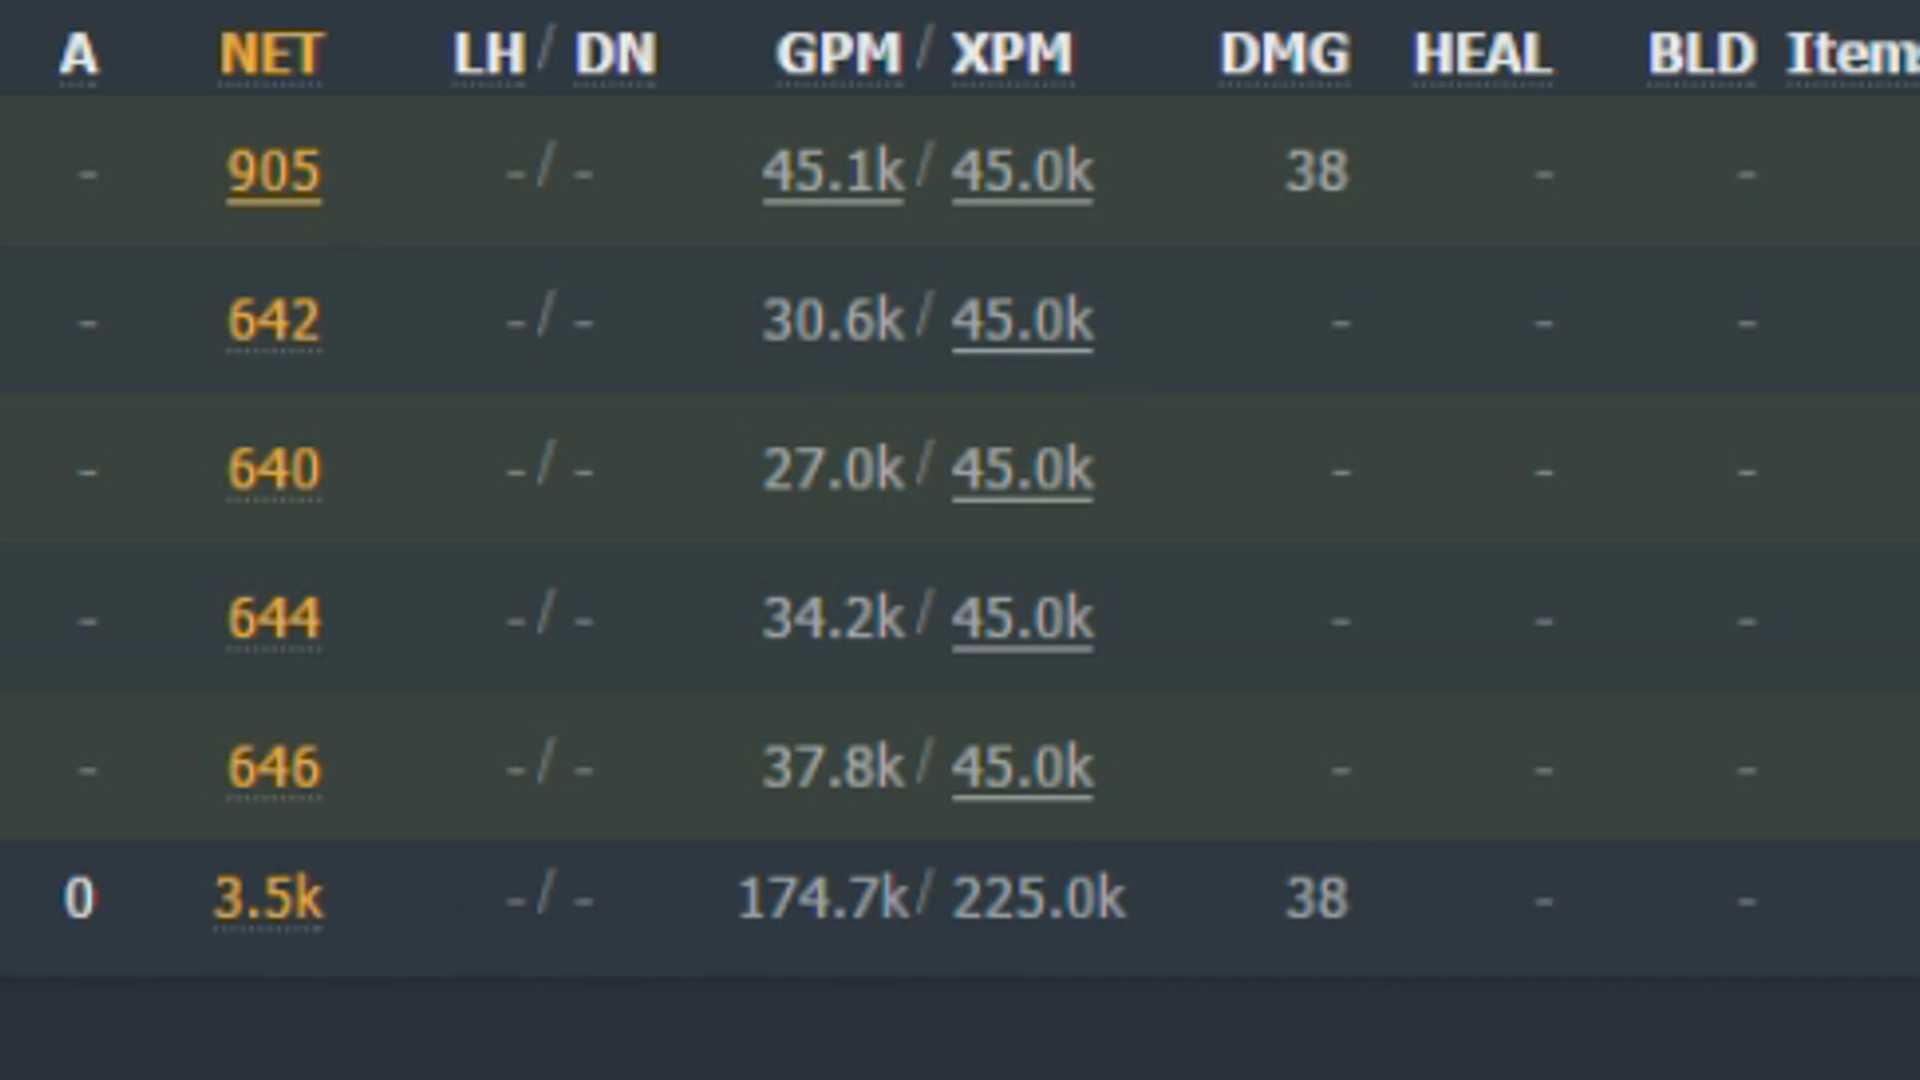 A NET LH / DN GPM / XPM DMG HEAL BLD Items
- 905 - / - 45.1k / 45.0k 38 - -
- 642 - / - 30.6k / 45.0k - - -
- 640 - / - 27.0k / 45.0k - - -
- 644 - / - 34.2k / 45.0k - - -
- 646 - / - 37.8k / 45.0k - - -
0 3.5k - / - 174.7k / 225.0k 38 - -